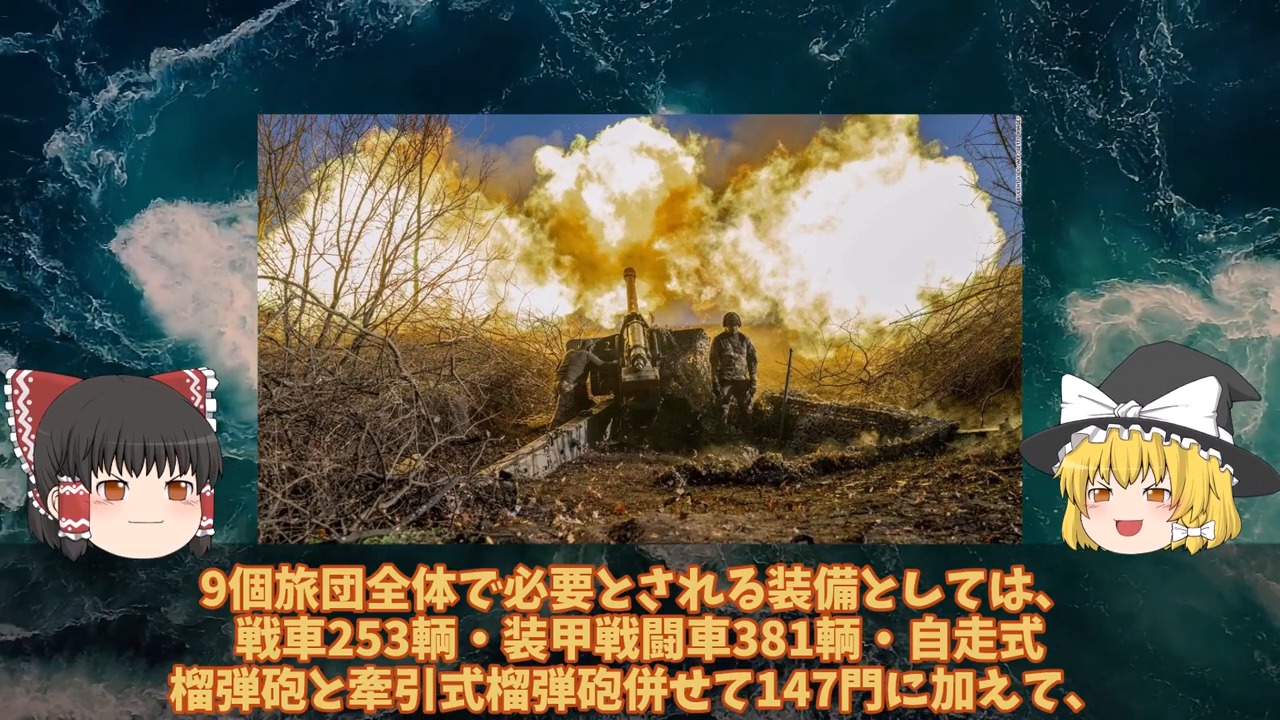 9個旅団全体で必要とされる装備としては、
戦車253輌・装甲戦闘車381輌・自走式
榴弾砲と牽引式榴弾砲併せて147門に加えて、